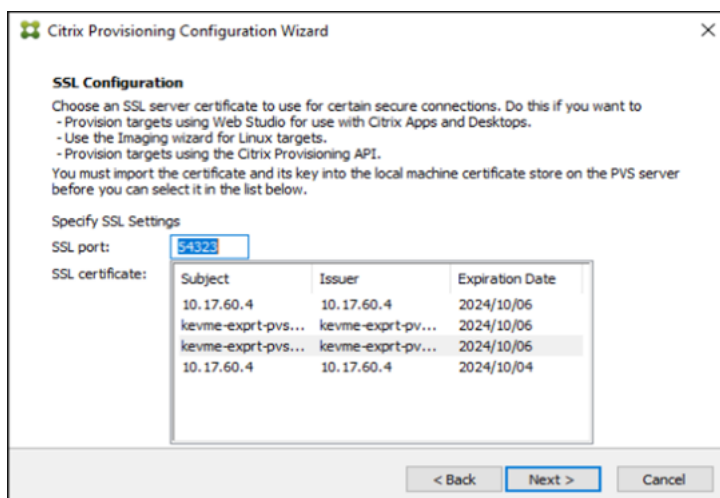 Citrix Provisioning Configuration Wizard
SSL Configuration
Choose an SSL server certificate to use for certain secure connections. Do this if you want to
- Provision targets using Web Studio for use with Citrix Apps and Desktops.
- Use the Imaging wizard for Linux targets.
- Provision targets using the Citrix Provisioning API.
You must import the certificate and its key into the local machine certificate store on the PVS server
before you can select it in the list below.
Specify SSL Settings
SSL port: 54323
SSL certificate: Subject Issuer Expiration Date
10.17.60.4 10.17.60.4 2024/10/06
kevme-exprt-pvs... kevme-exprt-pv... 2024/10/06
kevme-exprt-pvs... kevme-exprt-pv... 2024/10/06
10.17.60.4 10.17.60.4 2024/10/04
< Back Next > Cancel